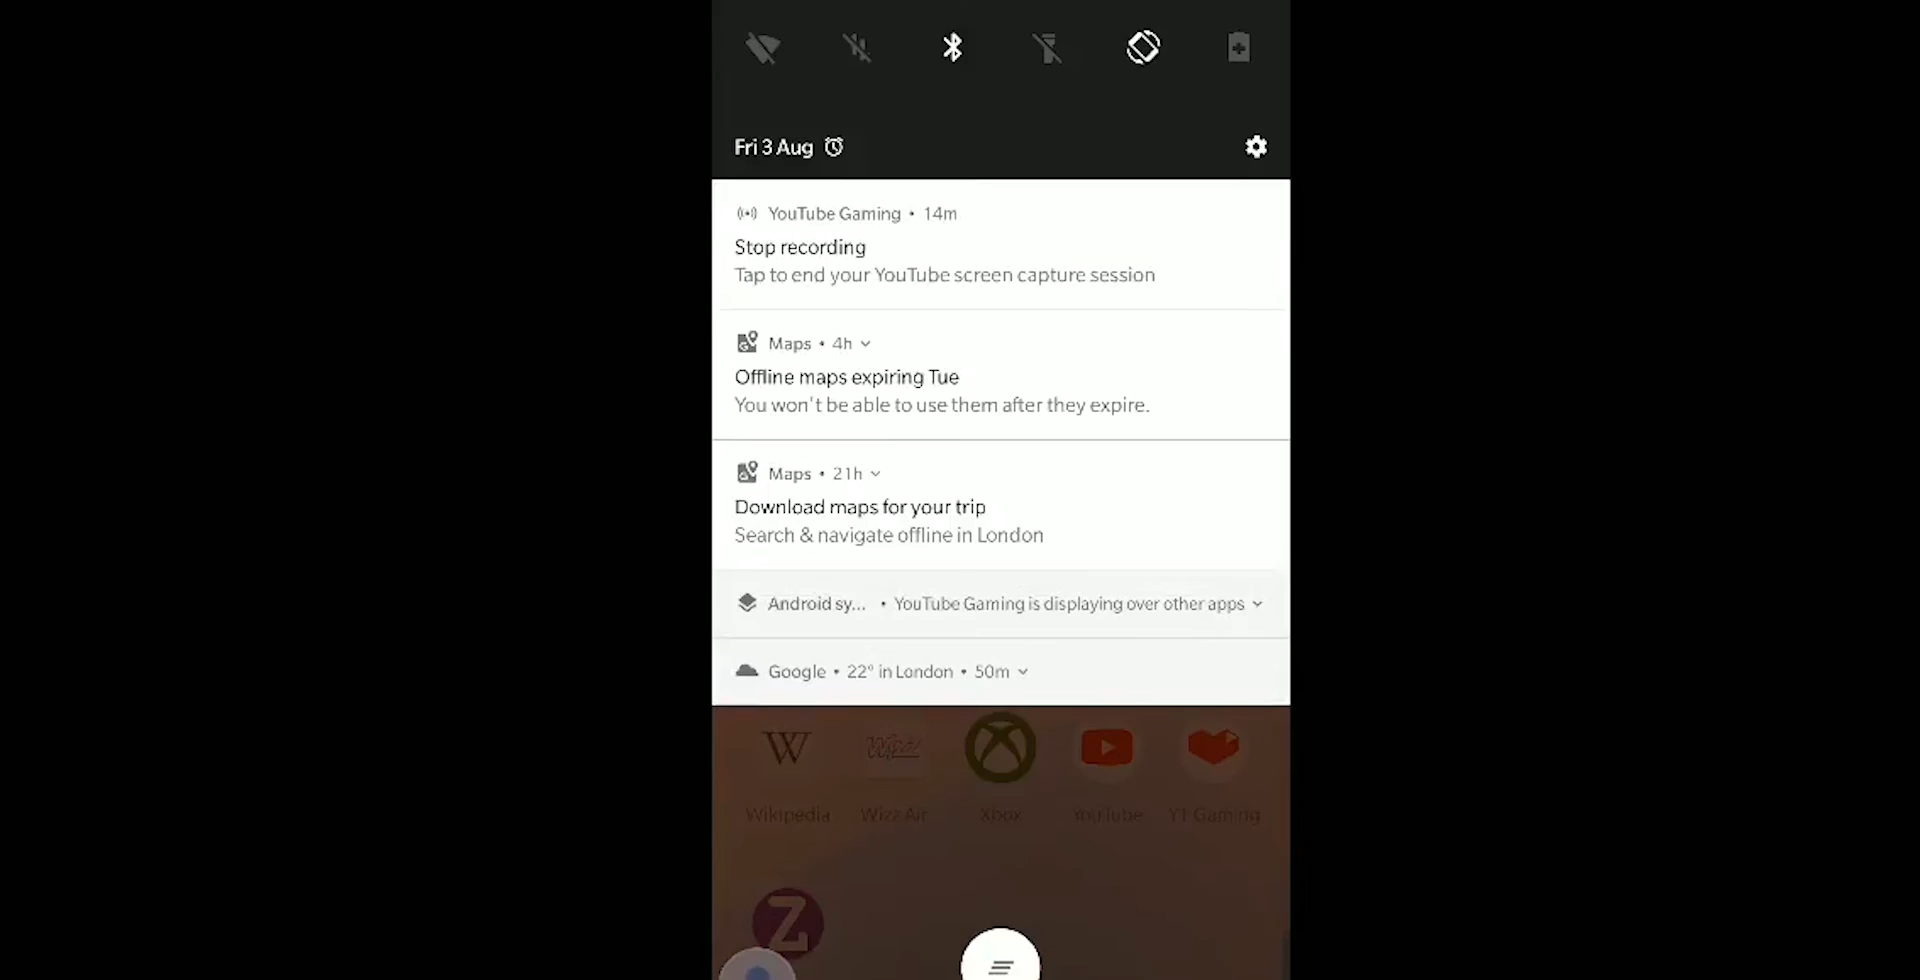 Fri 3 Aug
YouTube Gaming • 14m
Stop recording
Tap to end your YouTube screen capture session
Maps • 4h
Offline maps expiring Tue
You won't be able to use them after they expire.
Maps • 21h
Download maps for your trip
Search & navigate offline in London
Android sy... • YouTube Gaming is displaying over other apps
Google • 22° in London • 50m
W Wizz
Wikipedia Wizz Air Xbox YouTube YT Gaming
Z